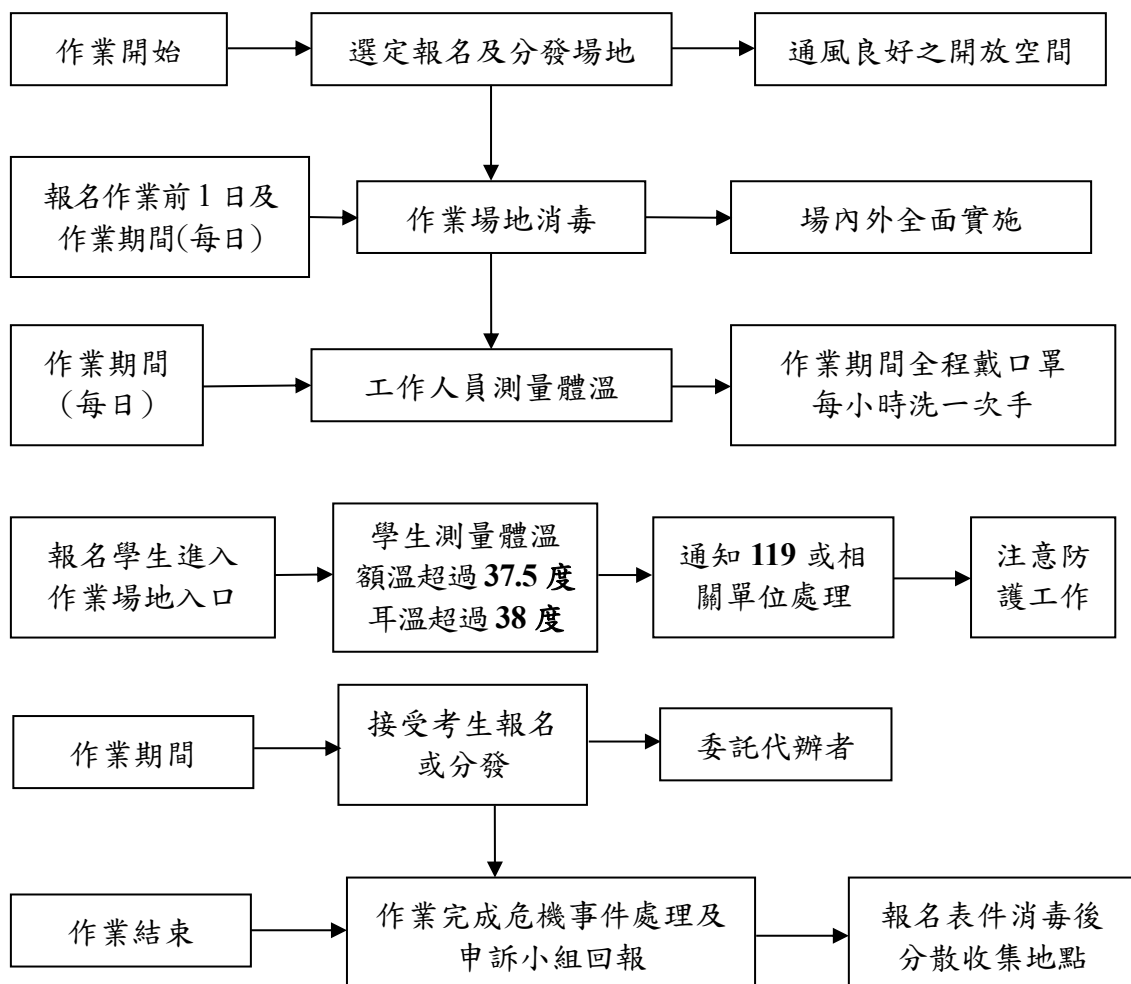 作業開始
選定報名及分發場地
通風良好之開放空間
報名作業前1日及
作業期間(每日)
作業場地消毒
場內外全面實施
作業期間
(每日)
工作人員測量體溫
作業期間全程戴口罩
每小時洗一次手
報名學生進入
作業場地入口
學生測量體溫
額溫超過 37.5 度
耳溫超過 38 度
通知 119 或相
關單位處理
注意防
護工作
作業期間
接受考生報名
或分發
委託代辦者
作業結束
作業完成危機事件處理及
申訴小組回報
報名表件消毒後
分散收集地點